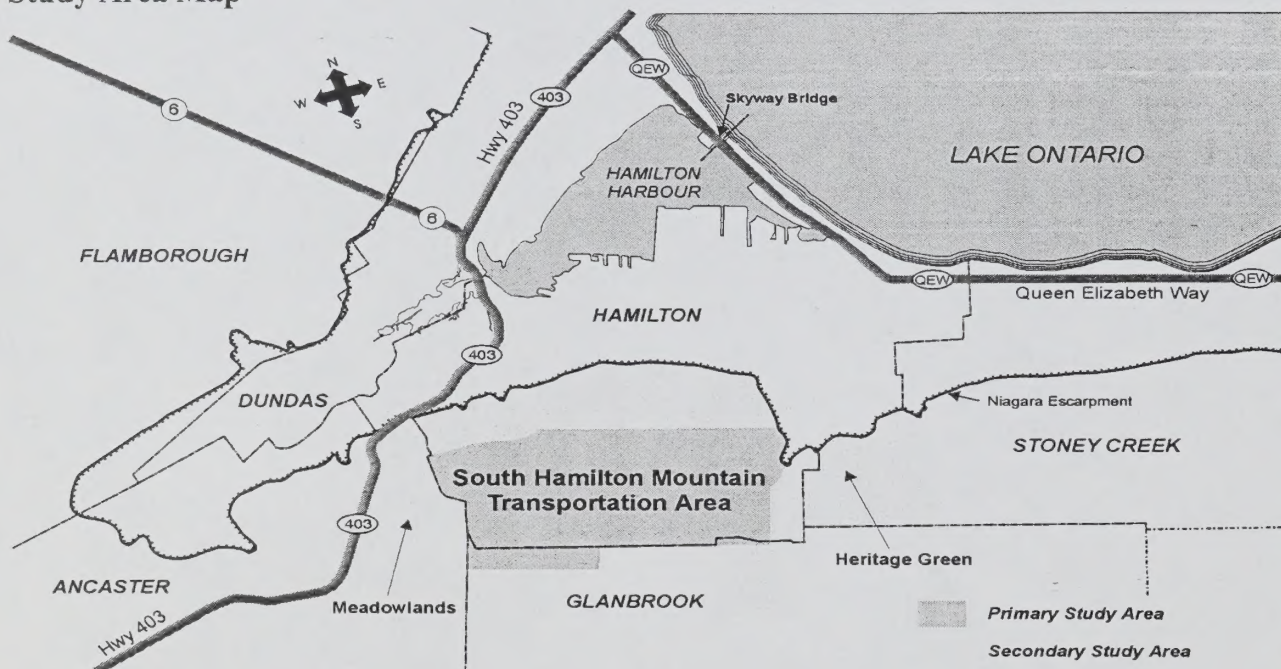 Study Area Map
N
W E
S
6
403
Hwy 403
QEW
Skyway Bridge
LAKE ONTARIO
HAMILTON
HARBOUR
6
FLAMBOROUGH
QEW
QEW
Queen Elizabeth Way
HAMILTON
403
DUNDAS
Niagara Escarpment
STONEY CREEK
South Hamilton Mountain
Transportation Area
403
Heritage Green
ANCASTER
Meadowlands
GLANBROOK
Hwy 403
Primary Study Area
Secondary Study Area